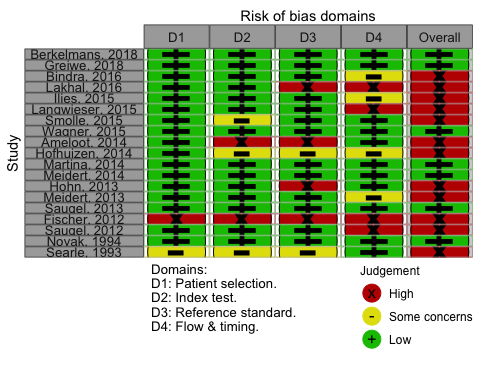 Risk of bias domains
D1 D2 D3 D4 Overall
Study
Berkelmans, 2018
Greiwe, 2018
Bindra, 2016
Lakhal, 2016
Ilies, 2015
Langwieser, 2015
Smolle, 2015
Wagner, 2015
Ameloot, 2014
Hofhuizen, 2014
Martina, 2014
Meidert, 2014
Hohn, 2013
Meidert, 2013
Saugel, 2013
Fischer, 2012
Saugel, 2012
Novak, 1994
Searle, 1993
Domains:
D1: Patient selection.
D2: Index test.
D3: Reference standard.
D4: Flow & timing.
Judgement
X High
- Some concerns
+ Low